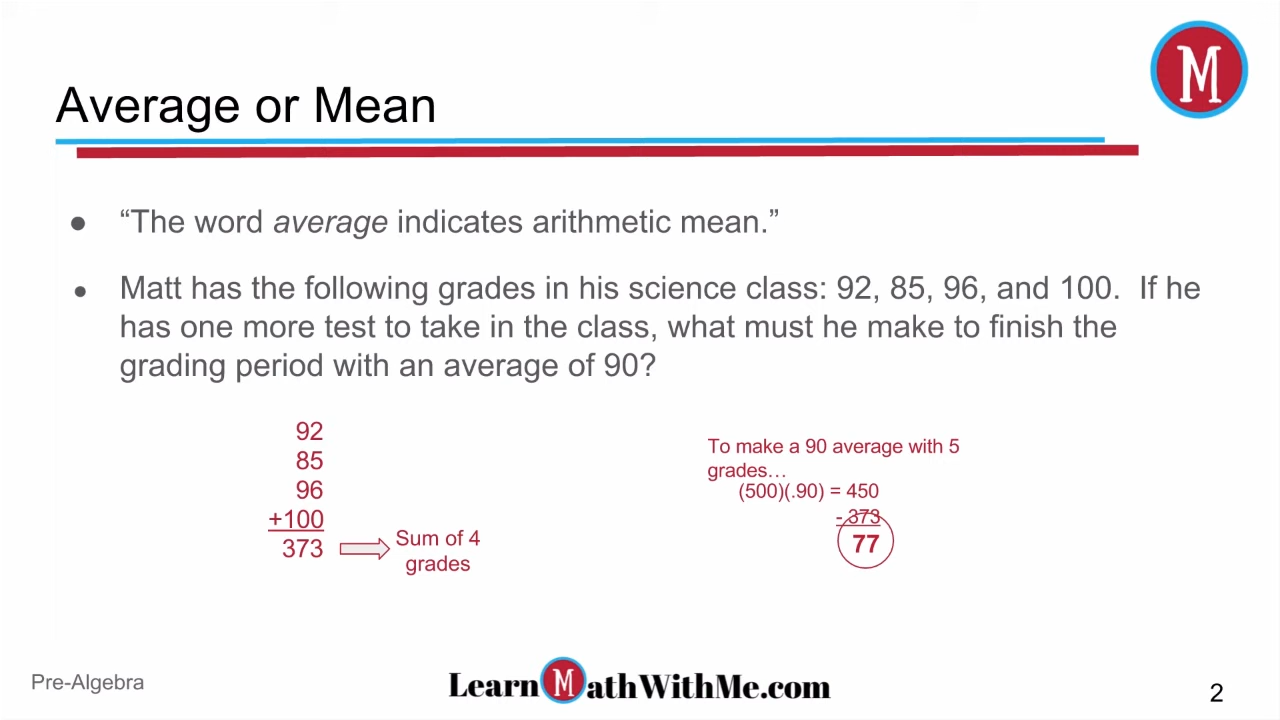 M
Average or Mean
● “The word average indicates arithmetic mean.”
● Matt has the following grades in his science class: 92, 85, 96, and 100.  If he
has one more test to take in the class, what must he make to finish the
grading period with an average of 90?
92
85
96
+100
373
Sum of 4
grades
To make a 90 average with 5
grades…
(500)(.90) = 450
- 373
77
Pre-Algebra
LearnMathWithMe.com
2